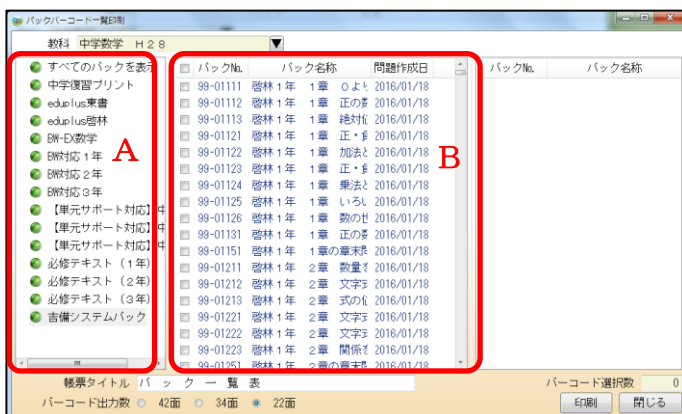 パックバーコード一覧印刷
教科 中学数学 H28
すべてのパックを表示
中学復習プリント
eduplus東書
eduplus啓林
BW-EX数学
BW対応1年
BW対応2年
BW対応3年
【単元サポート対応】中
【単元サポート対応】中
【単元サポート対応】中
必修テキスト (1年)
必修テキスト (2年)
必修テキスト (3年)
吉備システムパック
A
パックNo. パック名称 問題作成日
99-01111 啓林1年 1章 0より 2016/01/18
99-01112 啓林1年 1章 正の数 2016/01/18
99-01113 啓林1年 1章 絶対値 2016/01/18
99-01121 啓林1年 1章 正・負 2016/01/18
99-01122 啓林1年 1章 加法と 2016/01/18
99-01123 啓林1年 1章 正・負 2016/01/18
99-01124 啓林1年 1章 乗法と 2016/01/18
99-01125 啓林1年 1章 いろい 2016/01/18
99-01126 啓林1年 1章 数の世 2016/01/18
99-01131 啓林1年 1章 正の数 2016/01/18
99-01151 啓林1年 1章の章末問 2016/01/18
99-01211 啓林1年 2章 数量を 2016/01/18
99-01212 啓林1年 2章 文字式 2016/01/18
99-01213 啓林1年 2章 式の値 2016/01/18
99-01221 啓林1年 2章 文字式 2016/01/18
99-01222 啓林1年 2章 文字式 2016/01/18
99-01223 啓林1年 2章 関係を 2016/01/18
99-01251 啓林1年 2章の章末問 2016/01/18
B
パックNo. パック名称
帳票タイトル パック一覧表
バーコード選択数 0
バーコード出力数 42面 34面 22面
印刷 閉じる